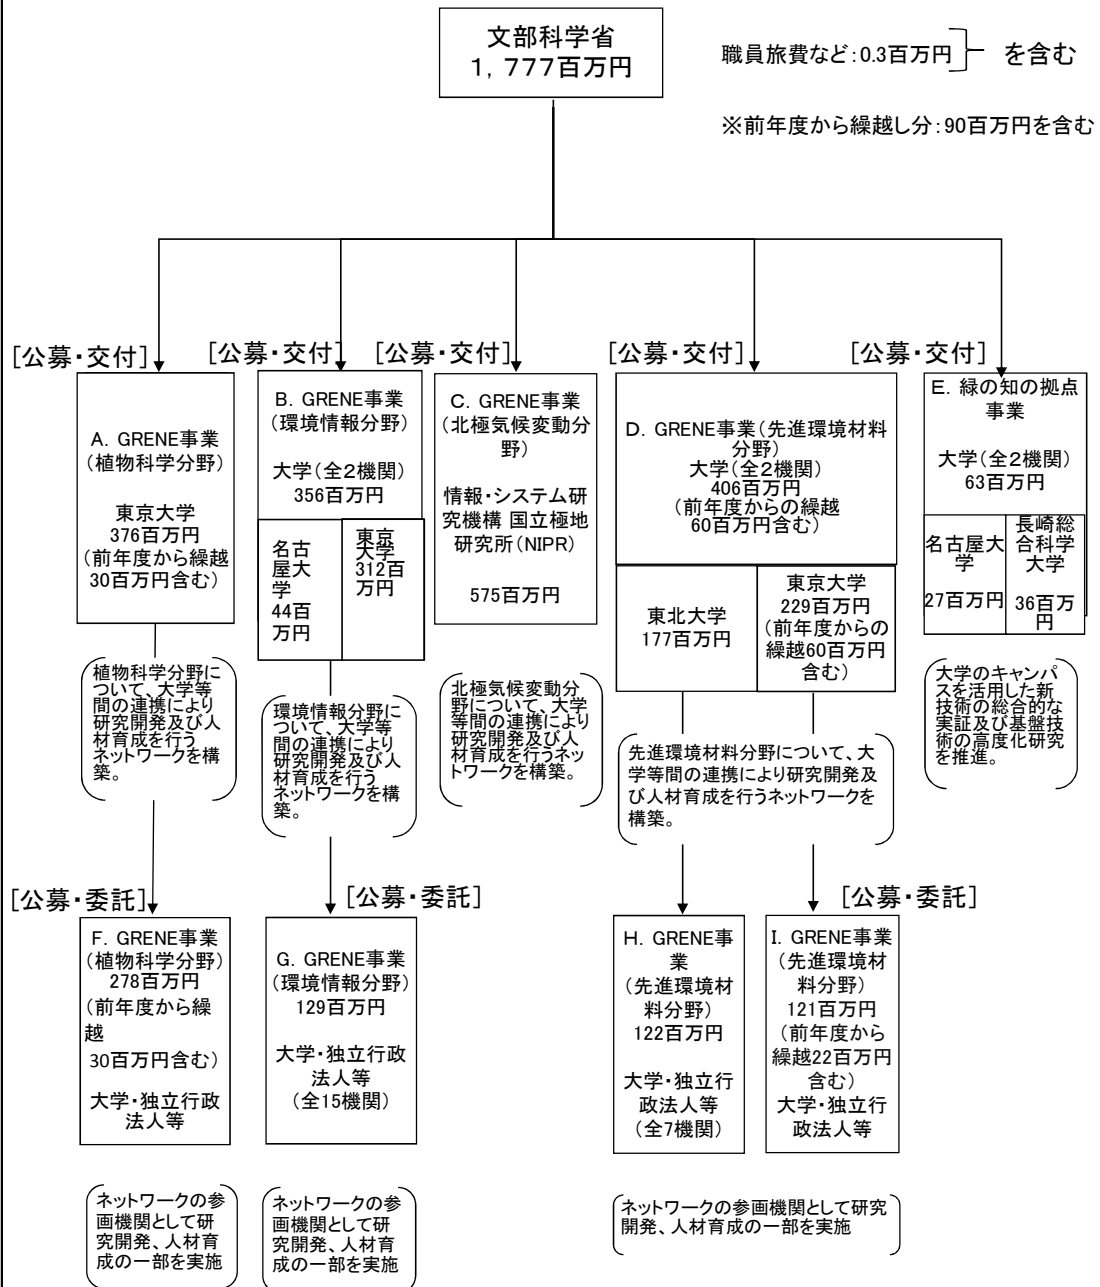 文部科学省
1, 777百万円
職員旅費など:0.3百万円
を含む
※前年度から繰越し分:90百万円を含む
[公募・交付]
A. GRENE事業
(植物科学分野)
東京大学
376百万円
(前年度から繰越
30百万円含む)
植物科学分野に
ついて、大学等
間の連携により
研究開発及び人
材育成を行う
ネットワークを構
築。
[公募・交付]
B. GRENE事業
(環境情報分野)
大学(全2機関)
356百万円
名古
屋大
学
44百
万円
東京
大学
312百
万円
環境情報分野に
ついて、大学等
間の連携により
研究開発及び人
材育成を行う
ネットワークを構
築。
[公募・交付]
C. GRENE事業
(北極気候変動分
野)
情報・システム研
究機構 国立極地
研究所(NIPR)
575百万円
北極気候変動分
野について、大学
等間の連携により
研究開発及び人
材育成を行うネッ
トワークを構築。
[公募・交付]
D. GRENE事業(先進環境材料
分野)
大学(全2機関)
406百万円
(前年度からの繰越
60百万円含む)
東北大学
177百万円
東京大学
229百万円
(前年度からの
繰越60百万円
含む)
先進環境材料分野について、大
学等間の連携により研究開発及
び人材育成を行うネットワークを
構築。
[公募・交付]
E. 緑の知の拠点
事業
大学(全2機関)
63百万円
名古屋大
学
27百万円
長崎総
合科学
大学
36百万
円
大学のキャンパ
スを活用した新
技術の総合的な
実証及び基盤技
術の高度化研究
を推進。
[公募・委託]
F. GRENE事業
(植物科学分野)
278百万円
(前年度から繰
越
30百万円含む)
大学・独立行政
法人等
ネットワークの参
画機関として研
究開発、人材育
成の一部を実施
[公募・委託]
G. GRENE事業
(環境情報分野)
129百万円
大学・独立行政
法人等
(全15機関)
ネットワークの参
画機関として研
究開発、人材育
成の一部を実施
H. GRENE事
業
(先進環境材
料分野)
122百万円
大学・独立行
政法人等
(全7機関)
[公募・委託]
I. GRENE事業
(先進環境材
料分野)
121百万円
(前年度から
繰越22百万円
含む)
大学・独立行
政法人等
ネットワークの参画機関として研究
開発、人材育成の一部を実施